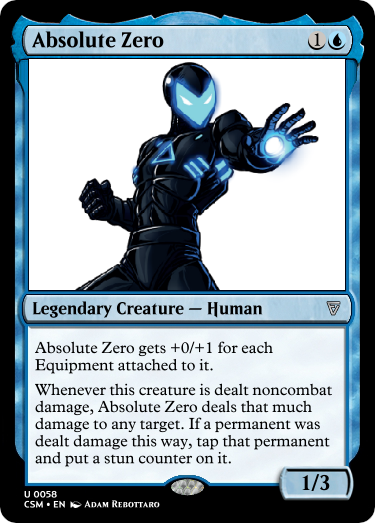 Absolute Zero 1
Legendary Creature — Human
Absolute Zero gets +0/+1 for each
Equipment attached to it.
Whenever this creature is dealt noncombat
damage, Absolute Zero deals that much
damage to any target. If a permanent was
dealt damage this way, tap that permanent
and put a stun counter on it.
1/3
U 0058
CSM • EN Adam Rebottaro